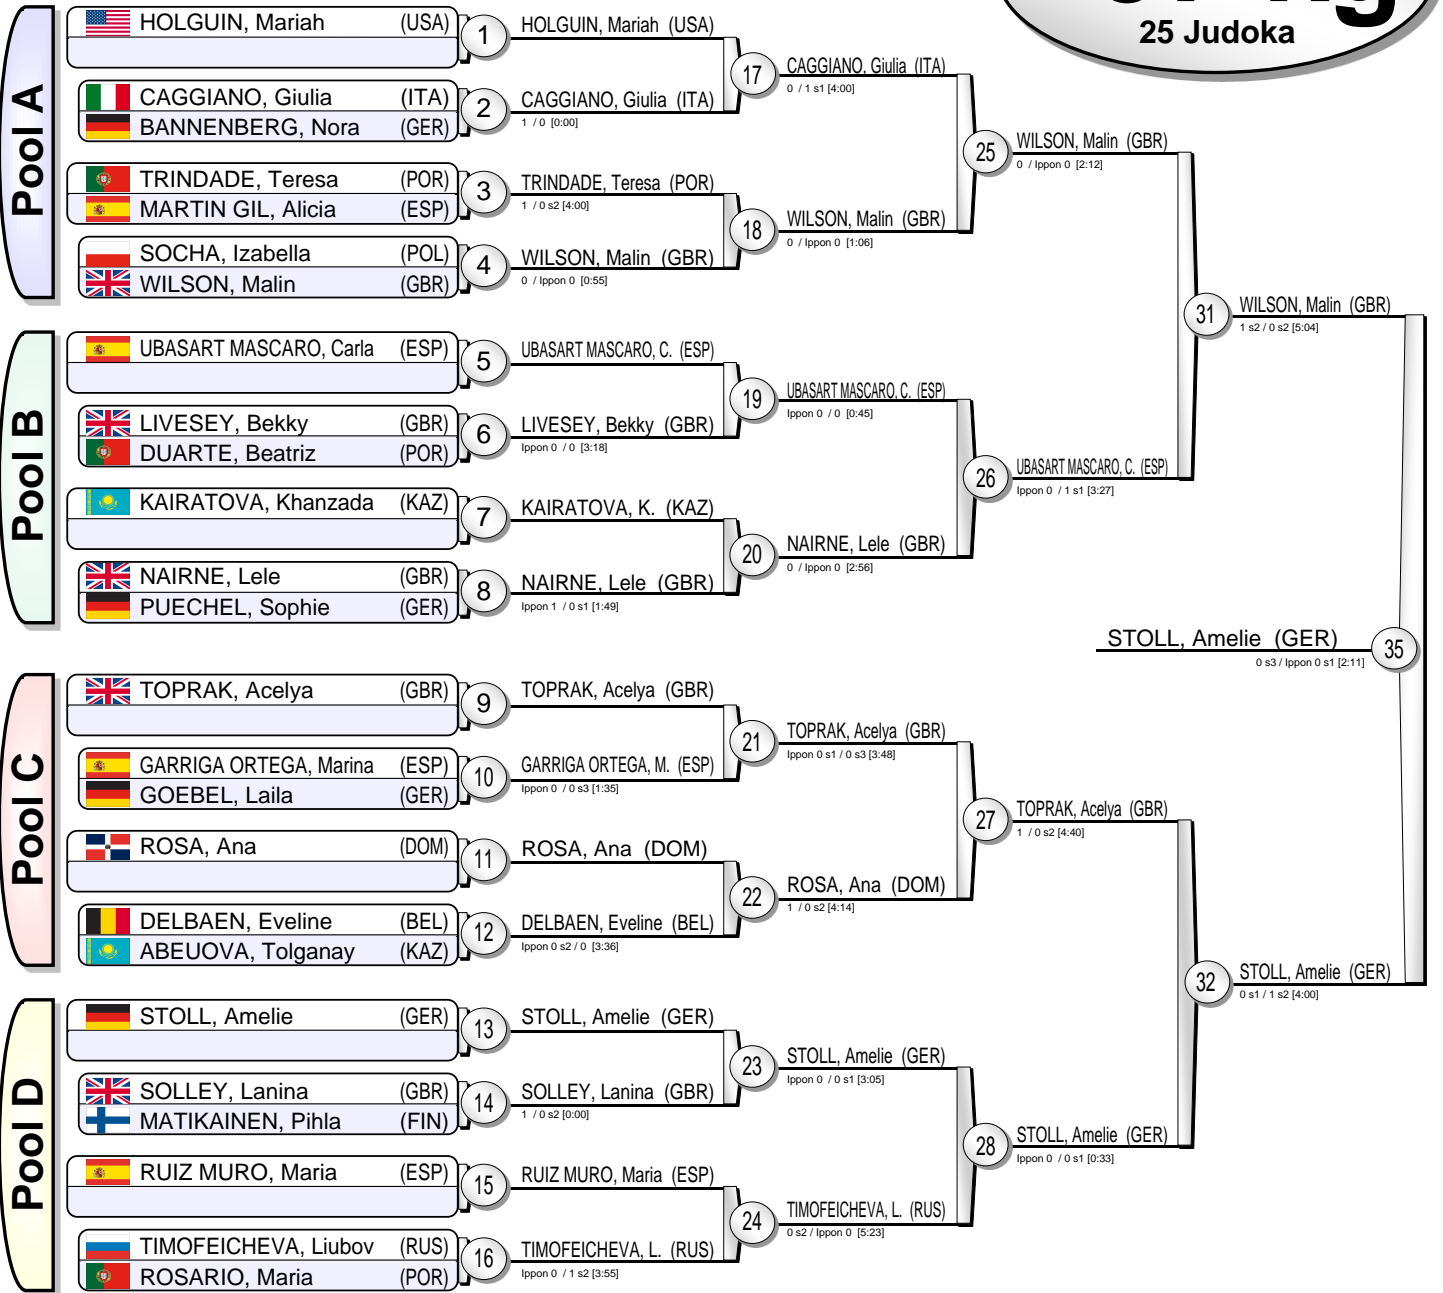 25 Judoka
Pool A
HOLGUIN, Mariah (USA)
1
HOLGUIN, Mariah (USA)
CAGGIANO, Giulia (ITA)
BANNENBERG, Nora (GER)
2
CAGGIANO, Giulia (ITA)
1 / 0 [0:00]
17
CAGGIANO, Giulia (ITA)
0 / 1 s1 [4:00]
TRINDADE, Teresa (POR)
MARTIN GIL, Alicia (ESP)
3
TRINDADE, Teresa (POR)
1 / 0 s2 [4:00]
SOCHA, Izabella (POL)
WILSON, Malin (GBR)
4
WILSON, Malin (GBR)
0 / Ippon 0 [0:55]
18
WILSON, Malin (GBR)
0 / Ippon 0 [1:06]
25
WILSON, Malin (GBR)
0 / Ippon 0 [2:12]
Pool B
UBASART MASCARO, Carla (ESP)
5
UBASART MASCARO, C. (ESP)
LIVESEY, Bekky (GBR)
DUARTE, Beatriz (POR)
6
LIVESEY, Bekky (GBR)
Ippon 0 / 0 [3:18]
19
UBASART MASCARO, C. (ESP)
Ippon 0 / 0 [0:45]
KAIRATOVA, Khanzada (KAZ)
7
KAIRATOVA, K. (KAZ)
NAIRNE, Lele (GBR)
PUECHEL, Sophie (GER)
8
NAIRNE, Lele (GBR)
Ippon 1 / 0 s1 [1:49]
20
NAIRNE, Lele (GBR)
0 / Ippon 0 [2:56]
26
UBASART MASCARO, C. (ESP)
Ippon 0 / 1 s1 [3:27]
31
WILSON, Malin (GBR)
1 s2 / 0 s2 [5:04]
STOLL, Amelie (GER)
0 s3 / Ippon 0 s1 [2:11]
35
Pool C
TOPRAK, Acelya (GBR)
9
TOPRAK, Acelya (GBR)
GARRIGA ORTEGA, Marina (ESP)
GOEBEL, Laila (GER)
10
GARRIGA ORTEGA, M. (ESP)
Ippon 0 / 0 s3 [1:35]
21
TOPRAK, Acelya (GBR)
Ippon 0 s1 / 0 s3 [3:48]
ROSA, Ana (DOM)
11
ROSA, Ana (DOM)
DELBAEN, Eveline (BEL)
ABEUOVA, Tolganay (KAZ)
12
DELBAEN, Eveline (BEL)
Ippon 0 s2 / 0 [3:36]
22
ROSA, Ana (DOM)
1 / 0 s2 [4:14]
27
TOPRAK, Acelya (GBR)
1 / 0 s2 [4:40]
Pool D
STOLL, Amelie (GER)
13
STOLL, Amelie (GER)
SOLLEY, Lanina (GBR)
MATIKAINEN, Pihla (FIN)
14
SOLLEY, Lanina (GBR)
1 / 0 s2 [0:00]
23
STOLL, Amelie (GER)
Ippon 0 / 0 s1 [3:05]
RUIZ MURO, Maria (ESP)
15
RUIZ MURO, Maria (ESP)
TIMOFEICHEVA, Liubov (RUS)
ROSARIO, Maria (POR)
16
TIMOFEICHEVA, L. (RUS)
Ippon 0 / 1 s2 [3:55]
24
TIMOFEICHEVA, L. (RUS)
0 s2 / Ippon 0 [5:23]
28
STOLL, Amelie (GER)
Ippon 0 / 0 s1 [0:33]
32
STOLL, Amelie (GER)
0 s1 / 1 s2 [4:00]